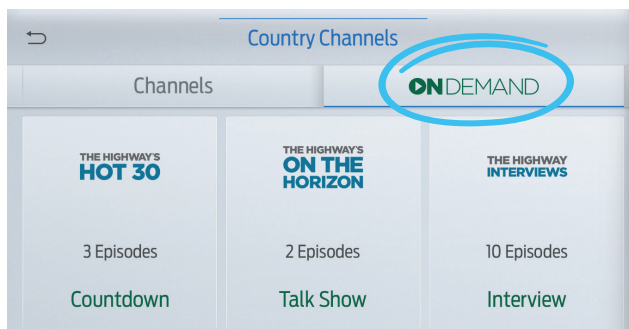 Country Channels
Channels
ONDEMAND
THE HIGHWAY'S
HOT 30
THE HIGHWAY'S
ON THE
HORIZON
THE HIGHWAY
INTERVIEWS
3 Episodes
2 Episodes
10 Episodes
Countdown
Talk Show
Interview